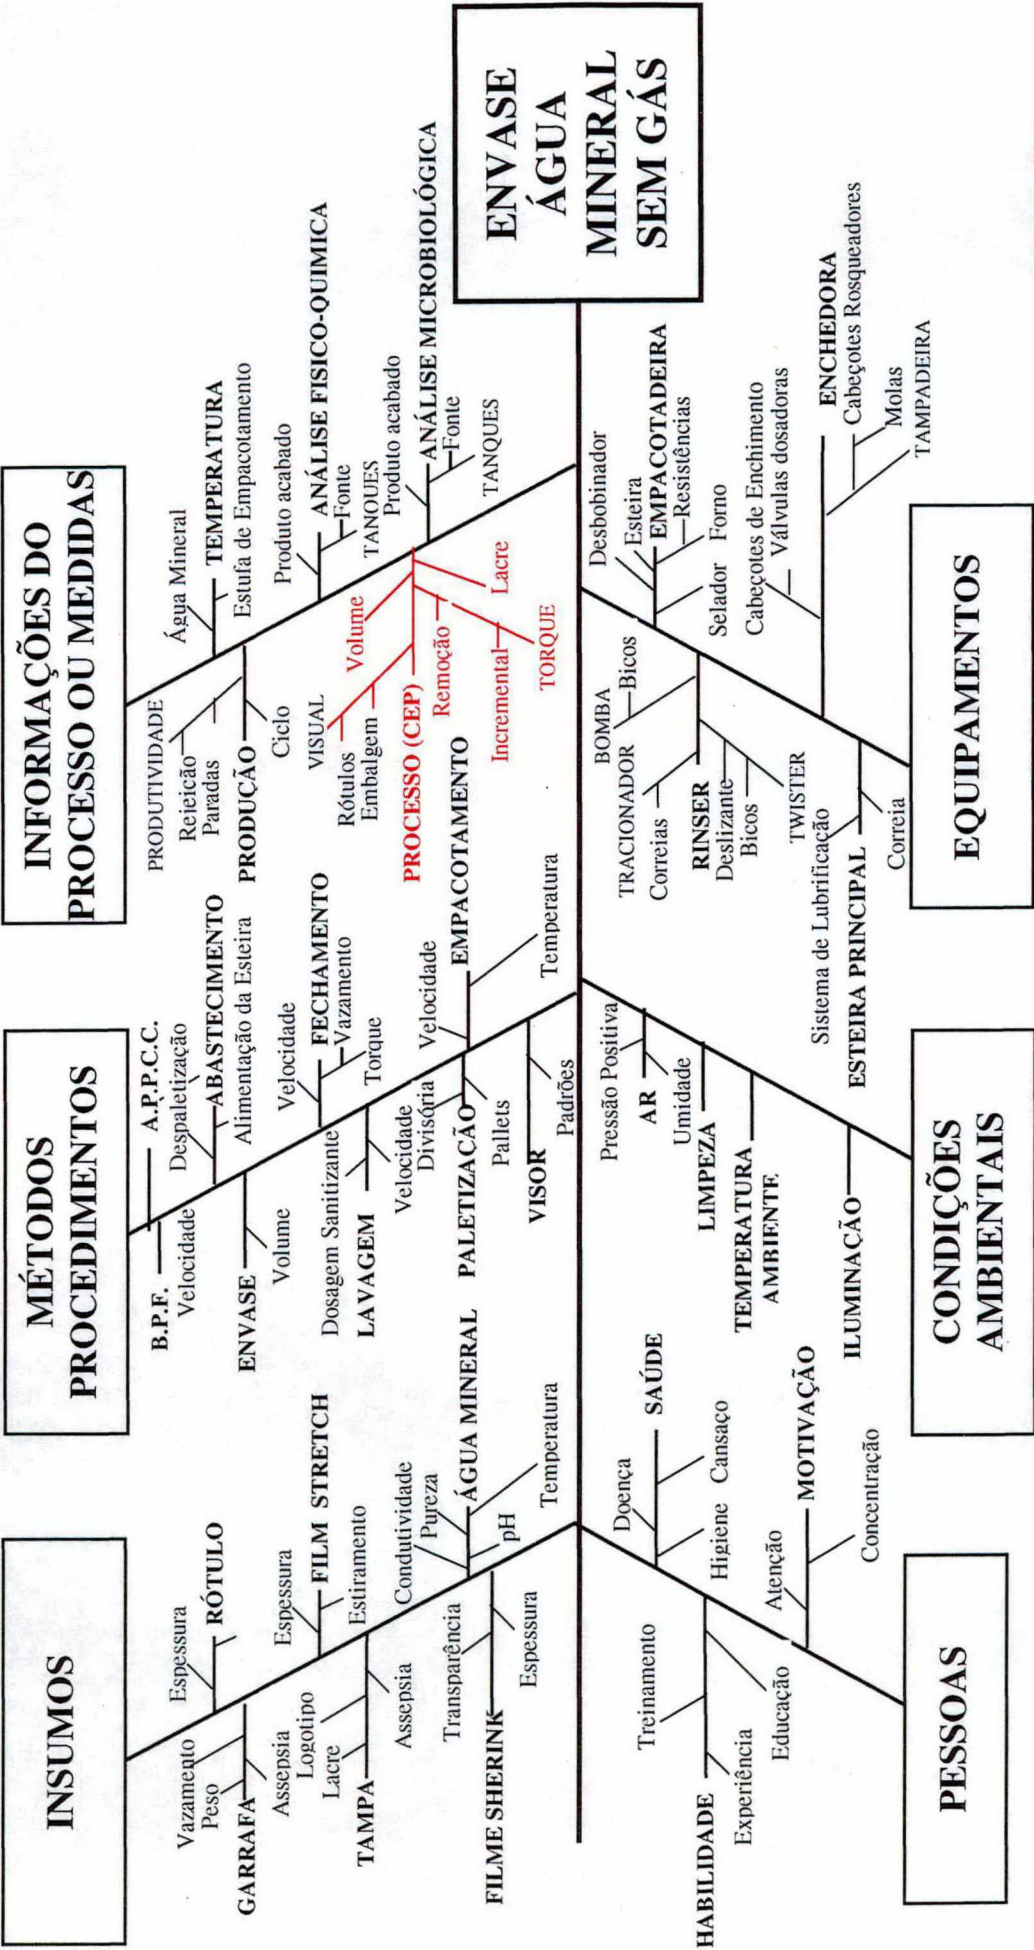 INSUMOS
Vazamento
Peso
GARRAFA
Assepsia
Espessura
RÓTULO
Logotipo
Lacre
TAMPA
Assepsia
Espessura
FILM STRETCH
Estiramento
Transparência
FILME SHERINK
Espessura
Condutividade
Pureza
ÁGUA MINERAL
pH
Temperatura
MÉTODOS
PROCEDIMENTOS
A.P.P.C.C.
B.P.F.
Velocidade
Despaletização
ABASTECIMENTO
Alimentação da Esteira
ENVASE
Volume
Velocidade
FECHAMENTO
Vazamento
Torque
Dosagem Sanitizante
LAVAGEM
Velocidade
Divisória
PALETIZAÇÃO
Pallets
Velocidade
EMPACOTAMENTO
Temperatura
VISOR
Padrões
INFORMAÇÕES DO
PROCESSO OU MEDIDAS
Água Mineral
TEMPERATURA
Estufa de Empacotamento
PRODUTIVIDADE
Rejeição
Paradas
PRODUÇÃO
Ciclo
Produto acabado
ANÁLISE FISICO-QUIMICA
Fonte
TANQUES
VISUAL
Rótulos
Embalgem
Volume
PROCESSO (CEP)
Remoção
Lacre
Incremental
TORQUE
Produto acabado
ANÁLISE MICROBIOLÓGICA
Fonte
TANQUES
ENVASE
ÁGUA
MINERAL
SEM GÁS
Treinamento
HABILIDADE
Experiência
Educação
Doença
SAÚDE
Higiene
Cansaço
Atenção
MOTIVAÇÃO
Concentração
PESSOAS
Pressão Positiva
AR
Umidade
LIMPEZA
TEMPERATURA
AMBIENTE
ILUMINAÇÃO
CONDIÇÕES
AMBIENTAIS
BOMBA
Bicos
TRACIONADOR
Correias
RINSER
Deslizante
Bicos
TWISTER
Desbobinador
Esteira
EMPACOTADEIRA
Resistências
Selador
Forno
Sistema de Lubrificação
ESTEIRA PRINCIPAL
Correia
Cabeçotes de Enchimento
Válvulas dosadoras
ENCHEDORA
Cabeçotes Rosqueadores
Molas
TAMPADEIRA
EQUIPAMENTOS